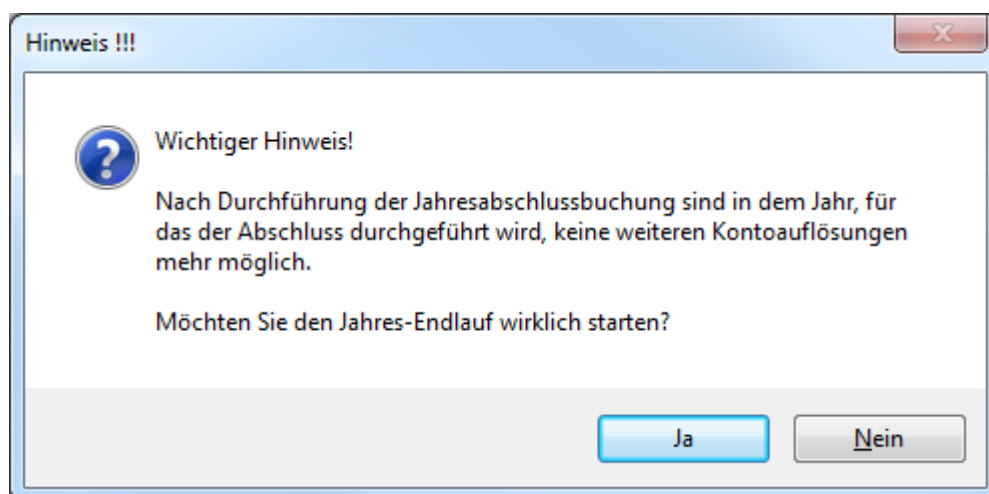 Hinweis !!!
Wichtiger Hinweis!
Nach Durchführung der Jahresabschlussbuchung sind in dem Jahr, für
das der Abschluss durchgeführt wird, keine weiteren Kontoauflösungen
mehr möglich.
Möchten Sie den Jahres-Endlauf wirklich starten?
Ja
Nein